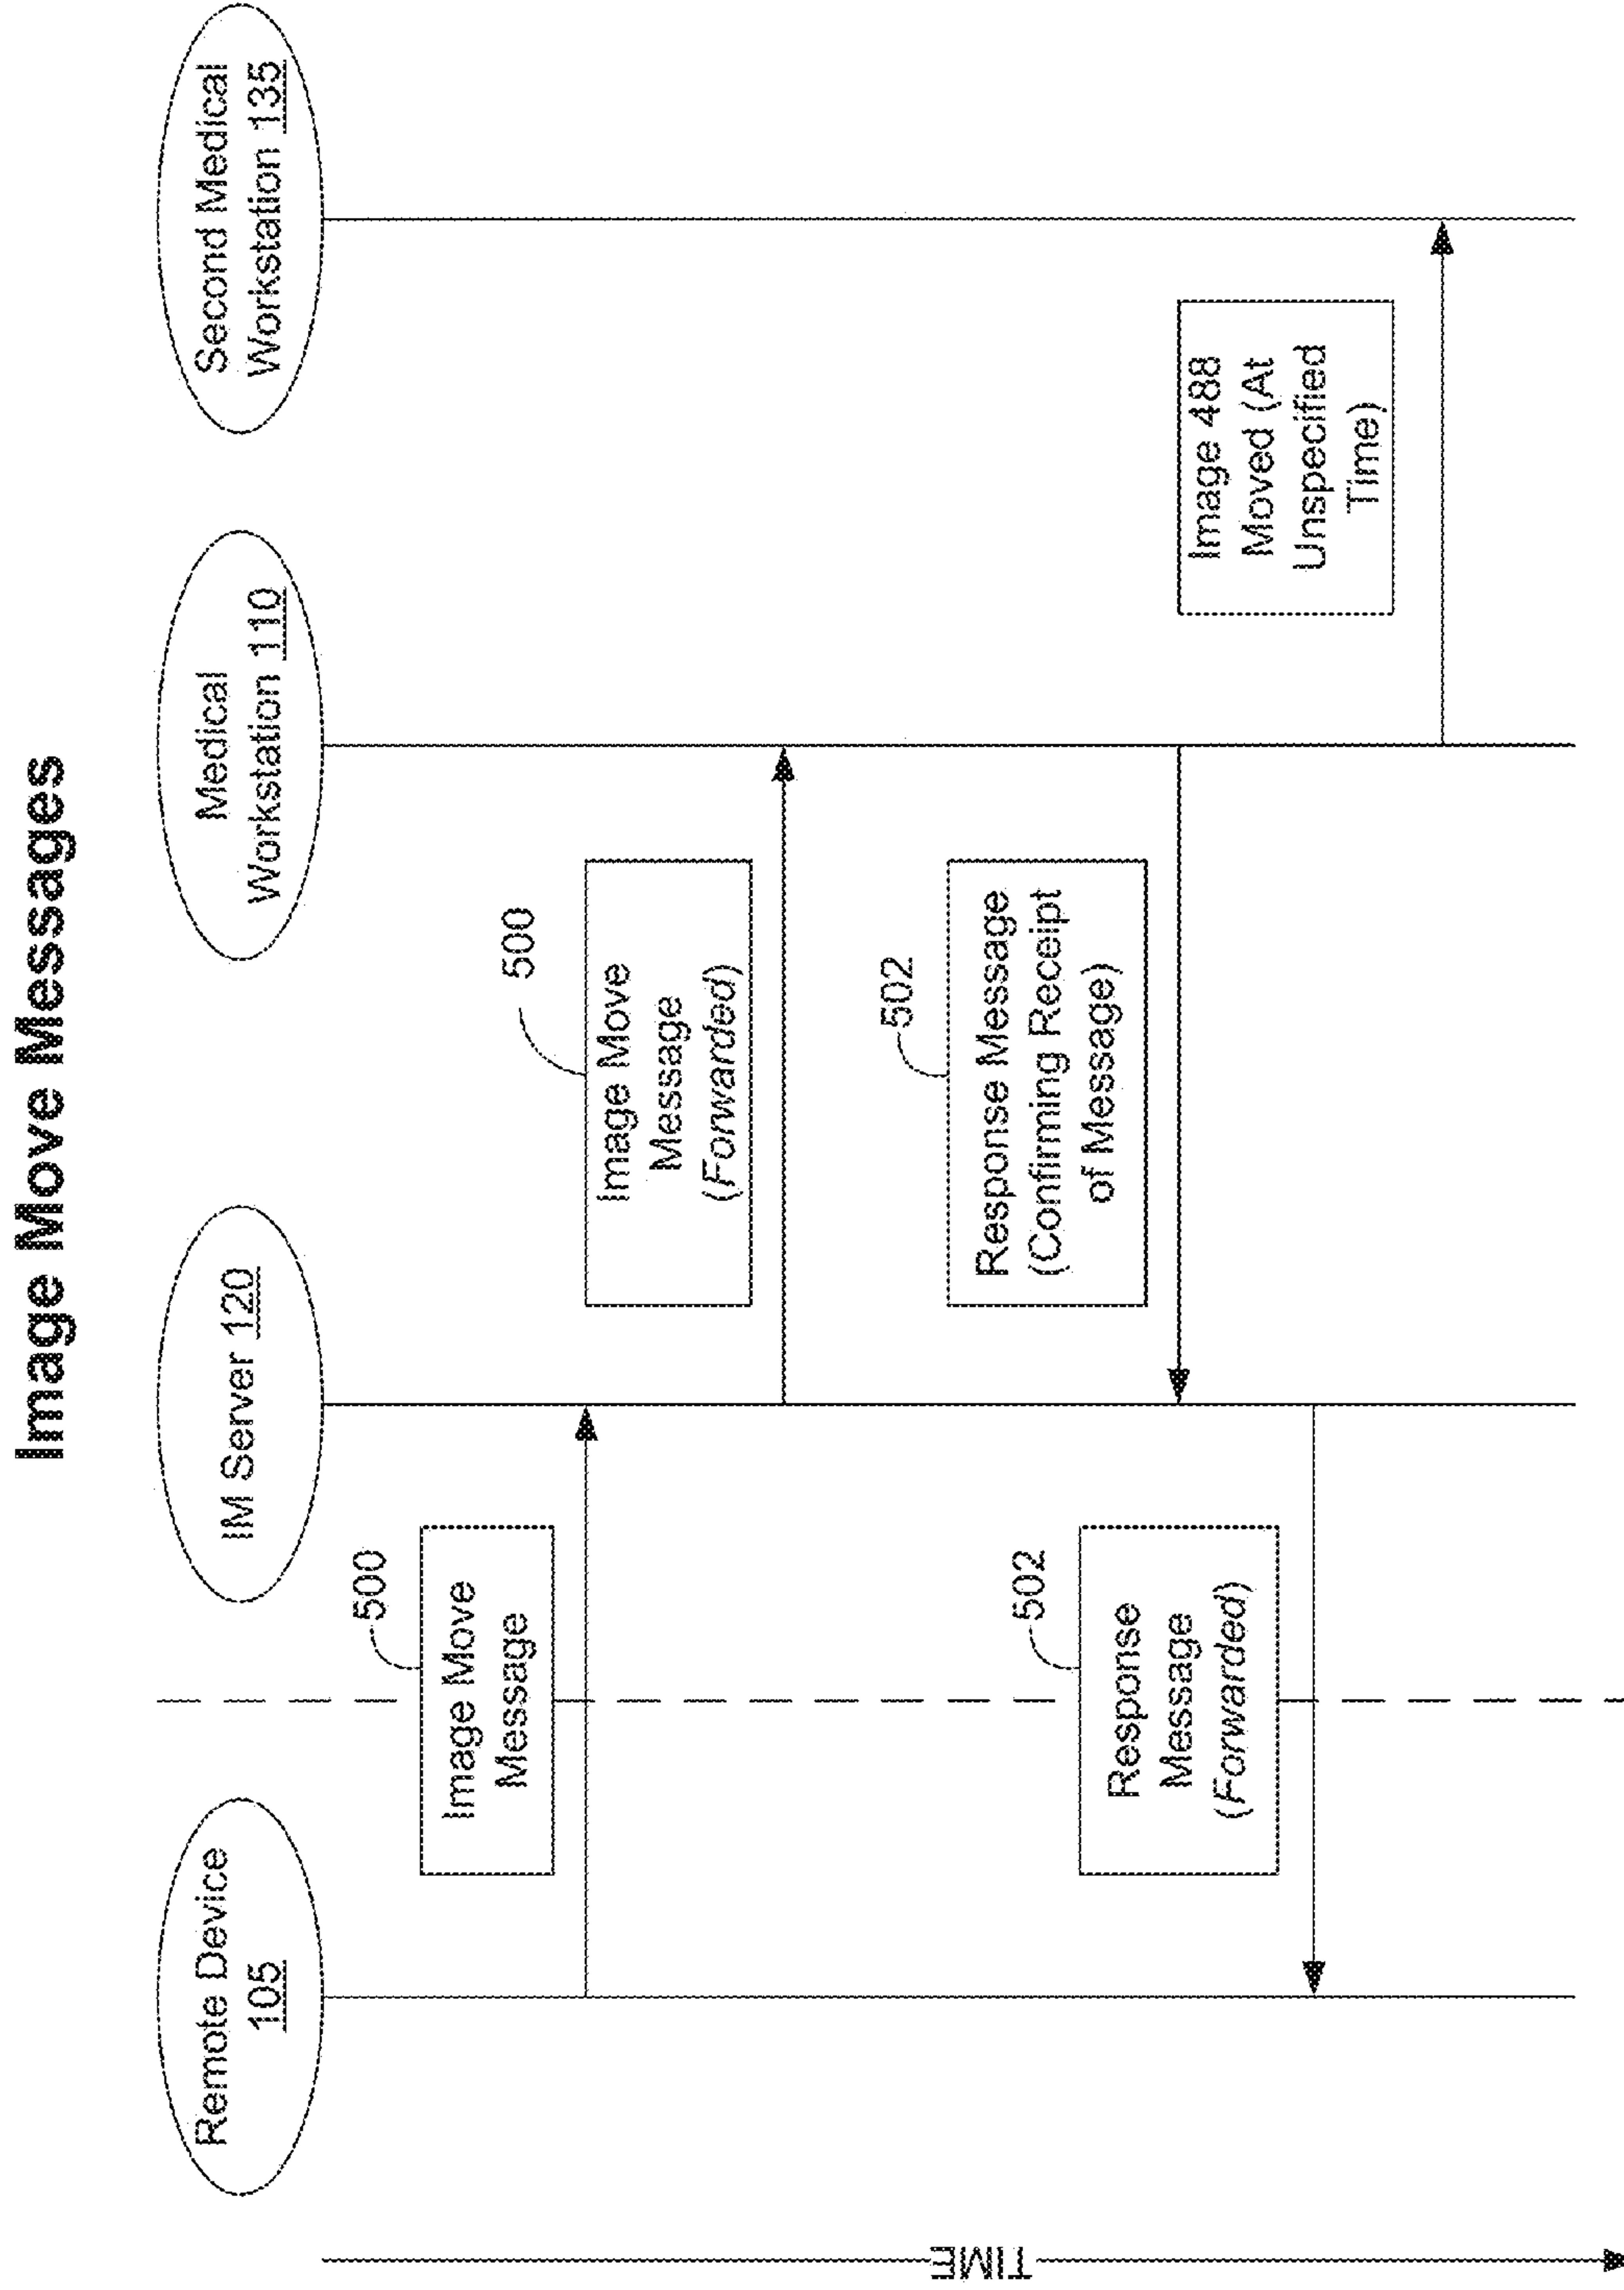 Image Move Messages
Remote Device
105
IM Server 120
Medical
Workstation 110
Second Medical
Workstation 135
TIME
500
Image Move
Message
500
Image Move
Message
(Forwarded)
502
Response Message
(Confirming Receipt
of Message)
502
Response
Message
(Forwarded)
Image 488
Moved (At
Unspecified
Time)